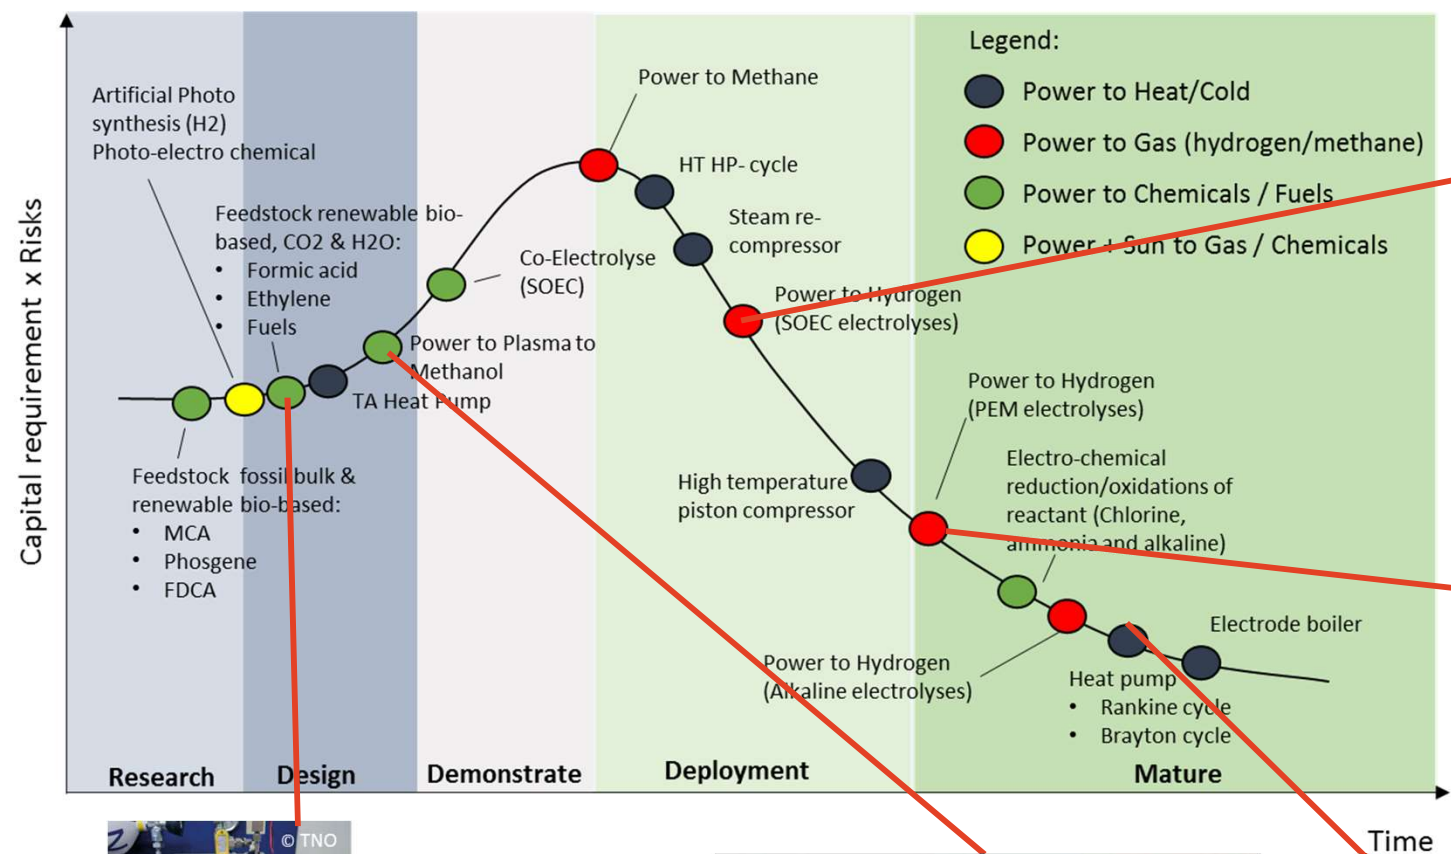 Capital requirement x Risks
Artificial Photo
synthesis (H2)
Photo-electro chemical
Feedstock renewable bio-
based, CO2 & H2O:
• Formic acid
• Ethylene
• Fuels
Feedstock fossil bulk &
renewable bio-based:
• MCA
• Phosgene
• FDCA
TA Heat Pump
Power to Plasma to
Methanol
Co-Electrolyse
(SOEC)
Power to Methane
HT HP- cycle
Steam re-
compressor
Power to Hydrogen
(SOEC electrolyses)
High temperature
piston compressor
Power to Hydrogen
(PEM electrolyses)
Electro-chemical
reduction/oxidations of
reactant (Chlorine,
ammonia and alkaline)
Power to Hydrogen
(Alkaline electrolyses)
Heat pump
• Rankine cycle
• Brayton cycle
Electrode boiler
Legend:
Power to Heat/Cold
Power to Gas (hydrogen/methane)
Power to Chemicals / Fuels
Power + Sun to Gas / Chemicals
Research
Design
Demonstrate
Deployment
Mature
Time
© TNO